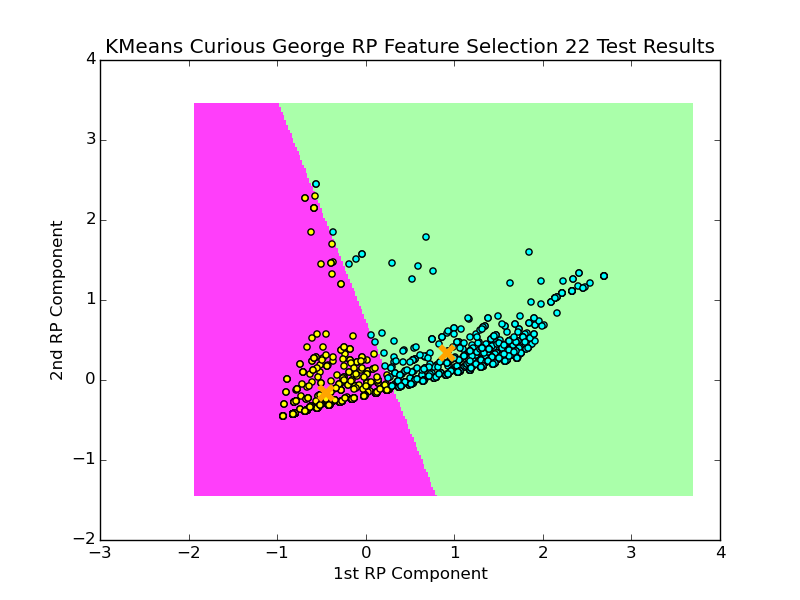 KMeans Curious George RP Feature Selection 22 Test Results
4
3
2
1
0
−1
−2
2nd RP Component
−3 −2 −1 0 1 2 3 4
1st RP Component